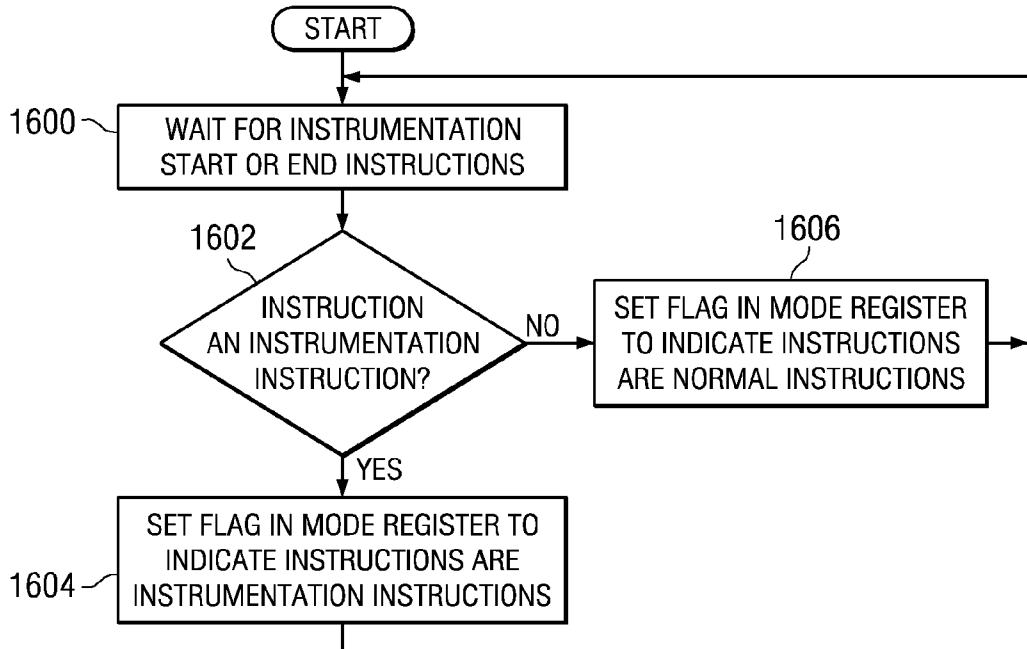 START
1600
WAIT FOR INSTRUMENTATION
START OR END INSTRUCTIONS
1602
INSTRUCTION
AN INSTRUMENTATION
INSTRUCTION?
NO
1606
SET FLAG IN MODE REGISTER
TO INDICATE INSTRUCTIONS
ARE NORMAL INSTRUCTIONS
YES
1604
SET FLAG IN MODE REGISTER TO
INDICATE INSTRUCTIONS ARE
INSTRUMENTATION INSTRUCTIONS